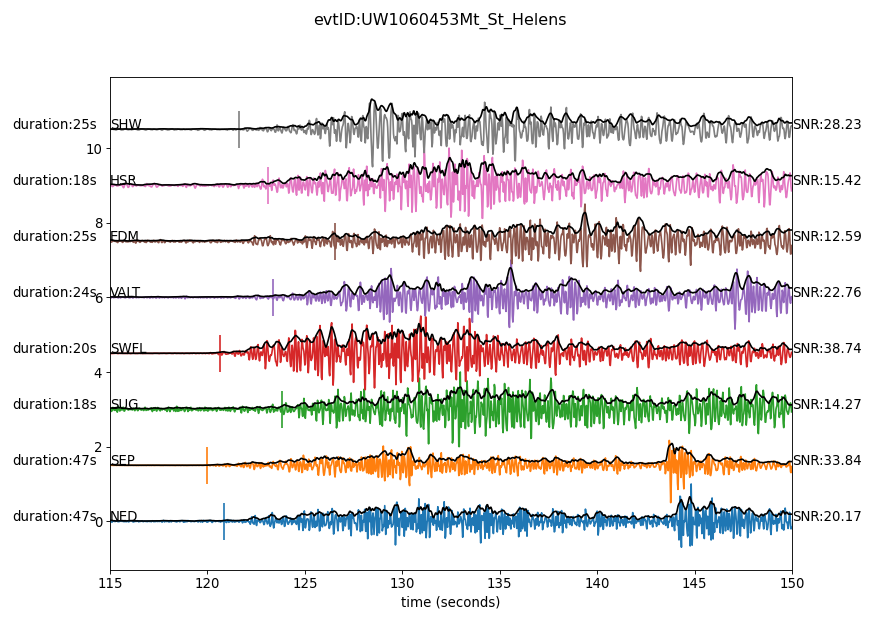 evtID:UW1060453Mt_St_Helens
duration:25s SHW SNR:28.23
10
duration:18s HSR SNR:15.42
8
duration:25s EDM SNR:12.59
duration:24s VALT SNR:22.76
6
duration:20s SWFL SNR:38.74
4
duration:18s SUG SNR:14.27
2
duration:47s SEP SNR:33.84
duration:47s NED SNR:20.17
0
115 120 125 130 135 140 145 150
time (seconds)